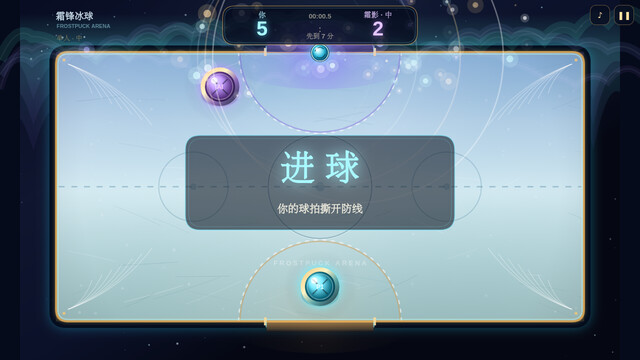 霜锋冰球
FROSTPUCK ARENA
你
5
00:00.5
先到 7 分
霜影 · 中
2
♪
进球
你的球拍撕开防线
FROSTPUCK ARENA